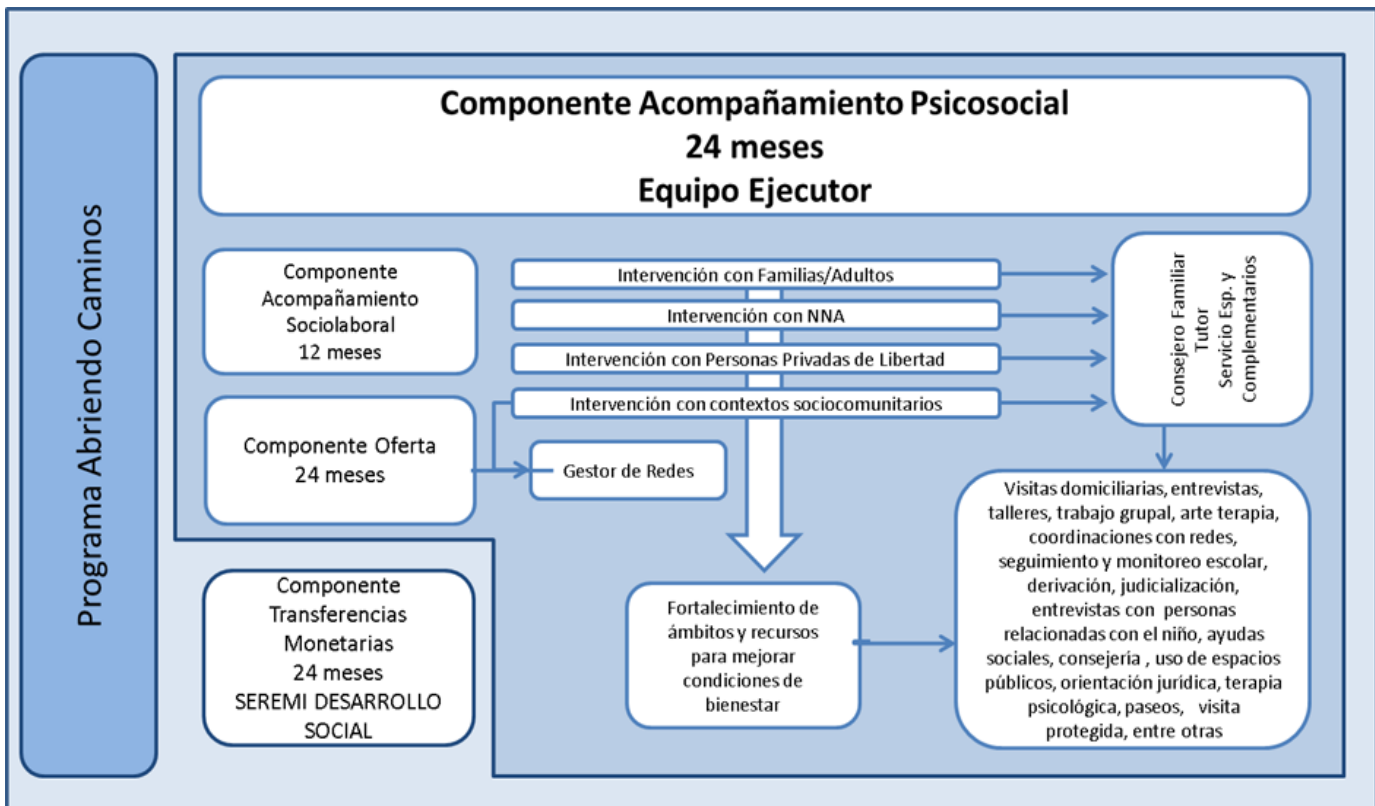 Programa Abriendo Caminos
Componente Acompañamiento Psicosocial
24 meses
Equipo Ejecutor
Componente
Acompañamiento
Sociolaboral
12 meses
Intervención con Familias/Adultos
Intervención con NNA
Intervención con Personas Privadas de Libertad
Intervención con contextos sociocomunitarios
Consejero Familiar
Tutor
Servicio Esp. y
Complementarios
Componente Oferta
24 meses
Gestor de Redes
Componente
Transferencias
Monetarias
24 meses
SEREMI DESARROLLO
SOCIAL
Fortalecimiento de
ámbitos y recursos
para mejorar
condiciones de
bienestar
Visitas domiciliarias, entrevistas,
talleres, trabajo grupal, arte terapia,
coordinaciones con redes,
seguimiento y monitoreo escolar,
derivación, judicialización,
entrevistas con personas
relacionadas con el niño, ayudas
sociales, consejería , uso de espacios
públicos, orientación jurídica, terapia
psicológica, paseos, visita
protegida, entre otras